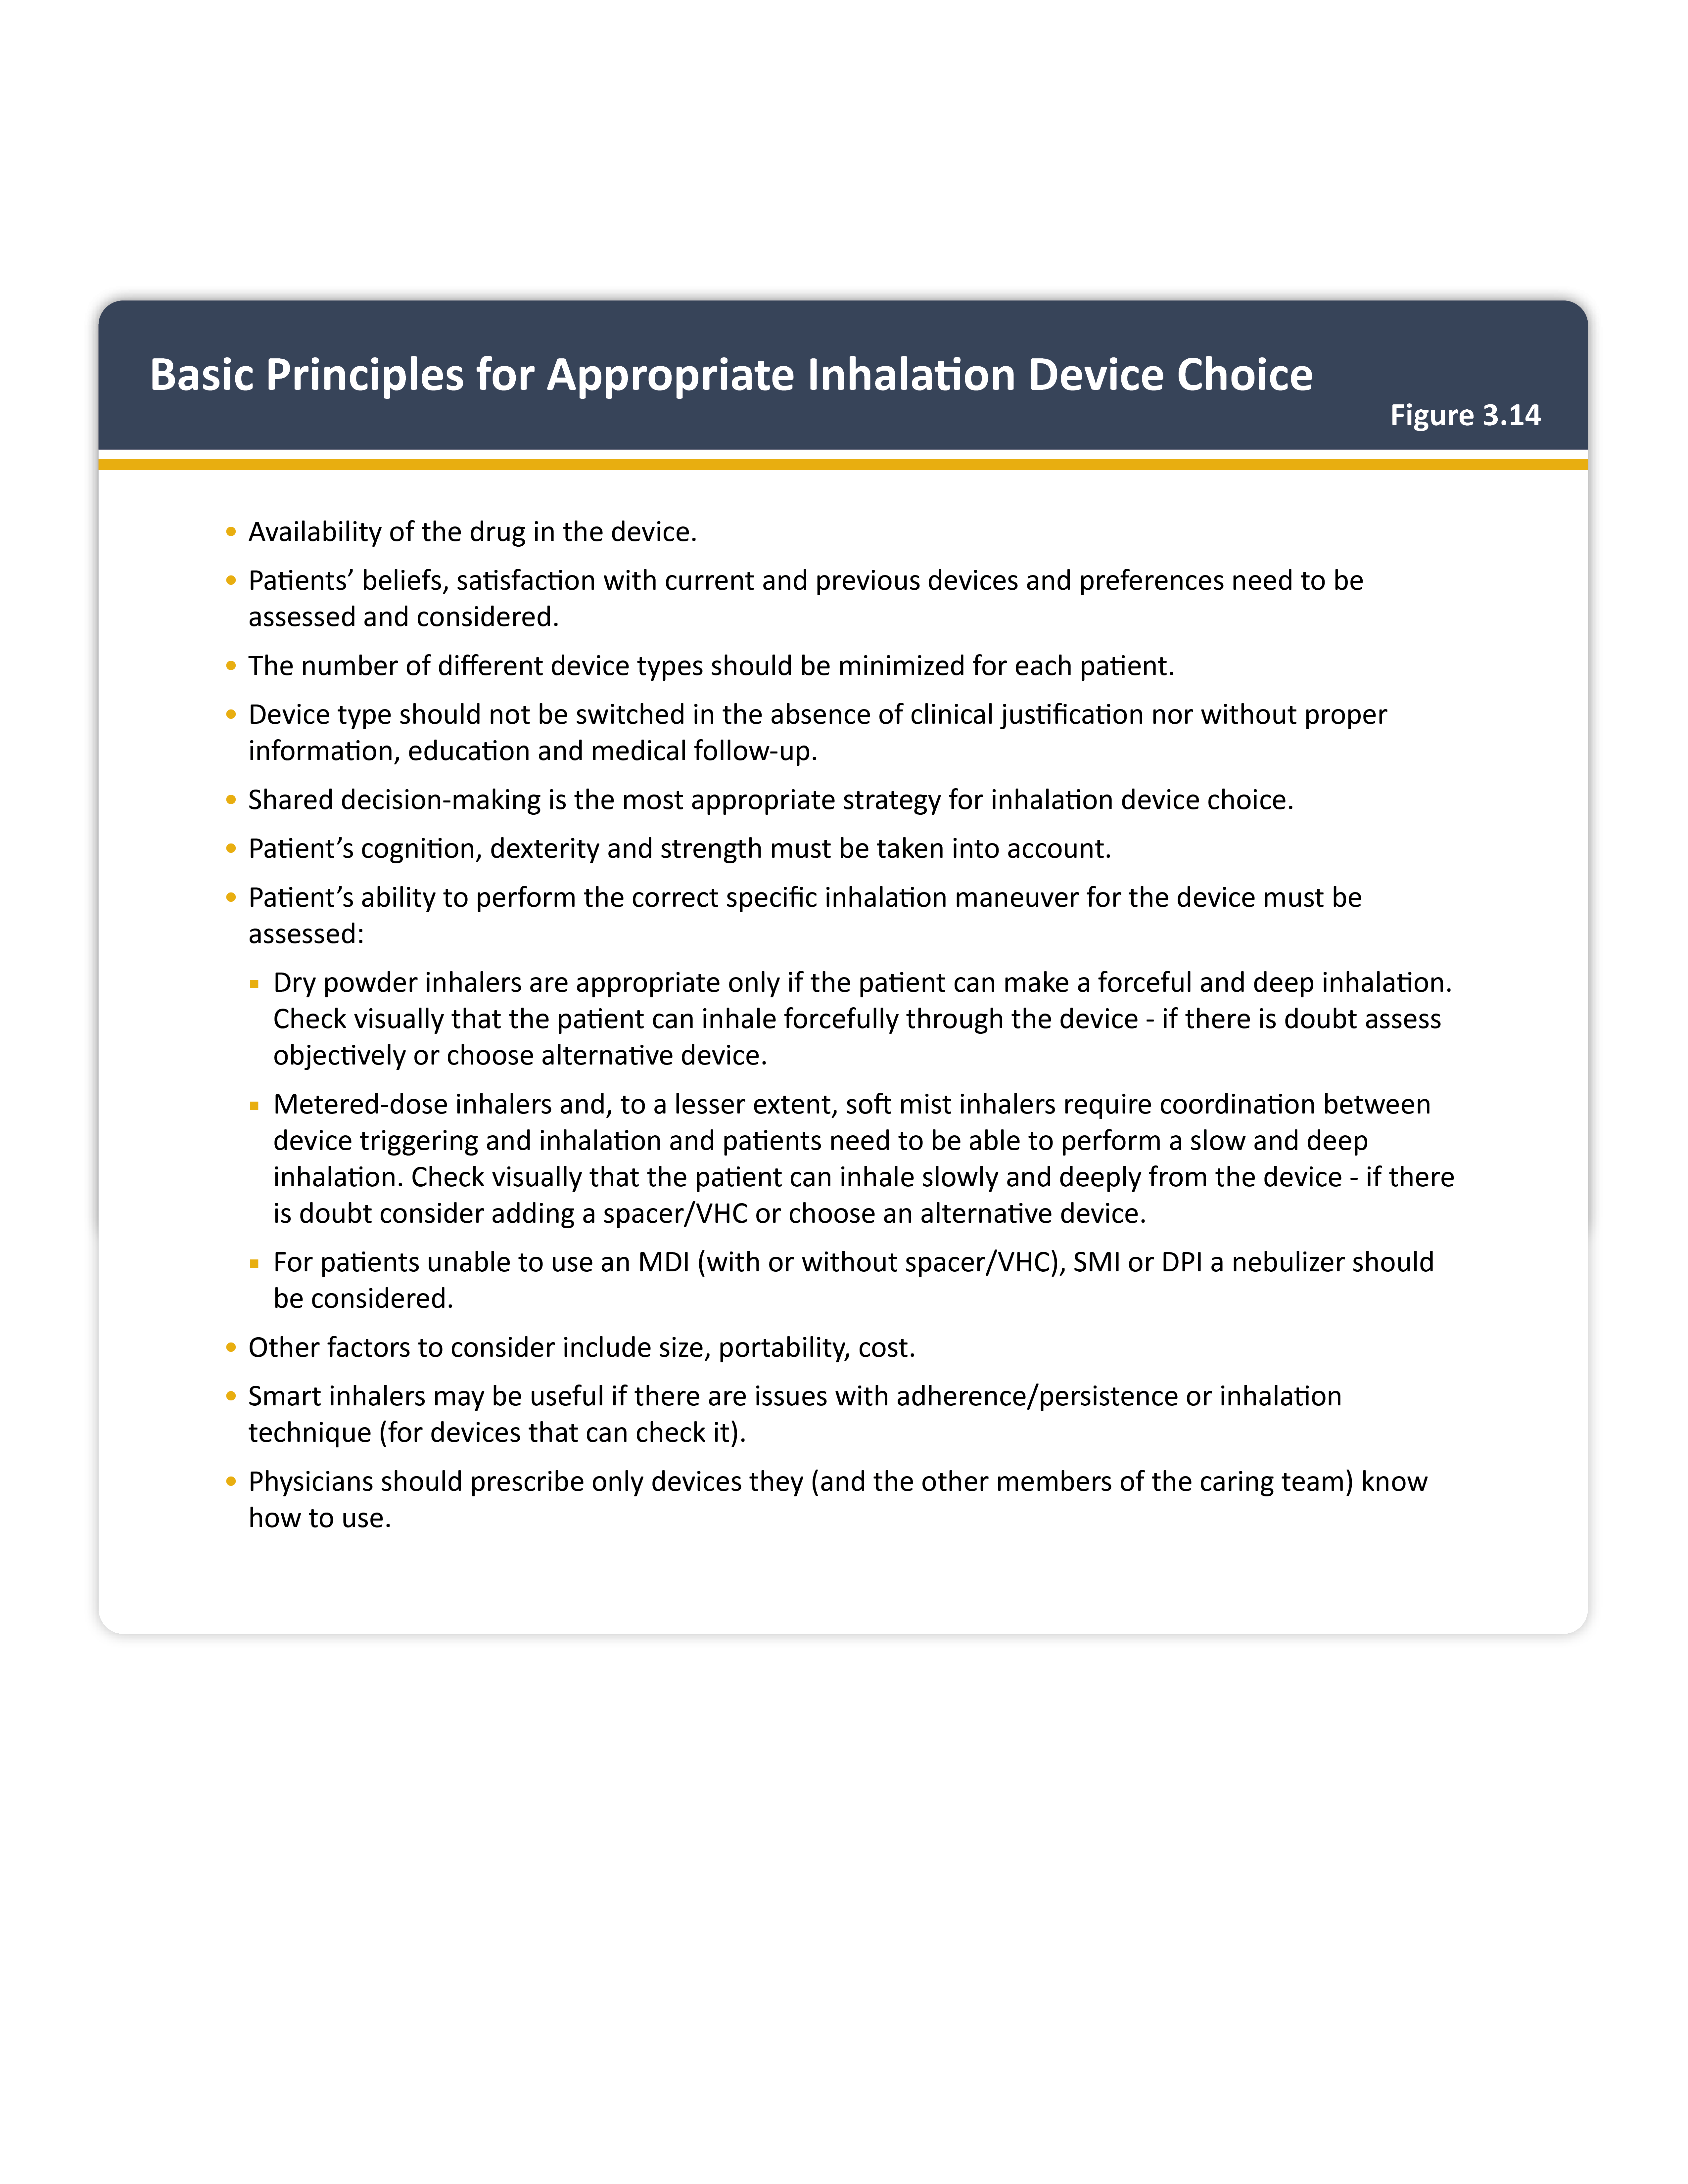 Basic Principles for Appropriate Inhalation Device Choice
Figure 3.14
• Availability of the drug in the device.
• Patients’ beliefs, satisfaction with current and previous devices and preferences need to be
assessed and considered.
• The number of different device types should be minimized for each patient.
• Device type should not be switched in the absence of clinical justification nor without proper
information, education and medical follow-up.
• Shared decision-making is the most appropriate strategy for inhalation device choice.
• Patient’s cognition, dexterity and strength must be taken into account.
• Patient’s ability to perform the correct specific inhalation maneuver for the device must be
assessed:
▪ Dry powder inhalers are appropriate only if the patient can make a forceful and deep inhalation.
Check visually that the patient can inhale forcefully through the device - if there is doubt assess
objectively or choose alternative device.
▪ Metered-dose inhalers and, to a lesser extent, soft mist inhalers require coordination between
device triggering and inhalation and patients need to be able to perform a slow and deep
inhalation. Check visually that the patient can inhale slowly and deeply from the device - if there
is doubt consider adding a spacer/VHC or choose an alternative device.
▪ For patients unable to use an MDI (with or without spacer/VHC), SMI or DPI a nebulizer should
be considered.
• Other factors to consider include size, portability, cost.
• Smart inhalers may be useful if there are issues with adherence/persistence or inhalation
technique (for devices that can check it).
• Physicians should prescribe only devices they (and the other members of the caring team) know
how to use.